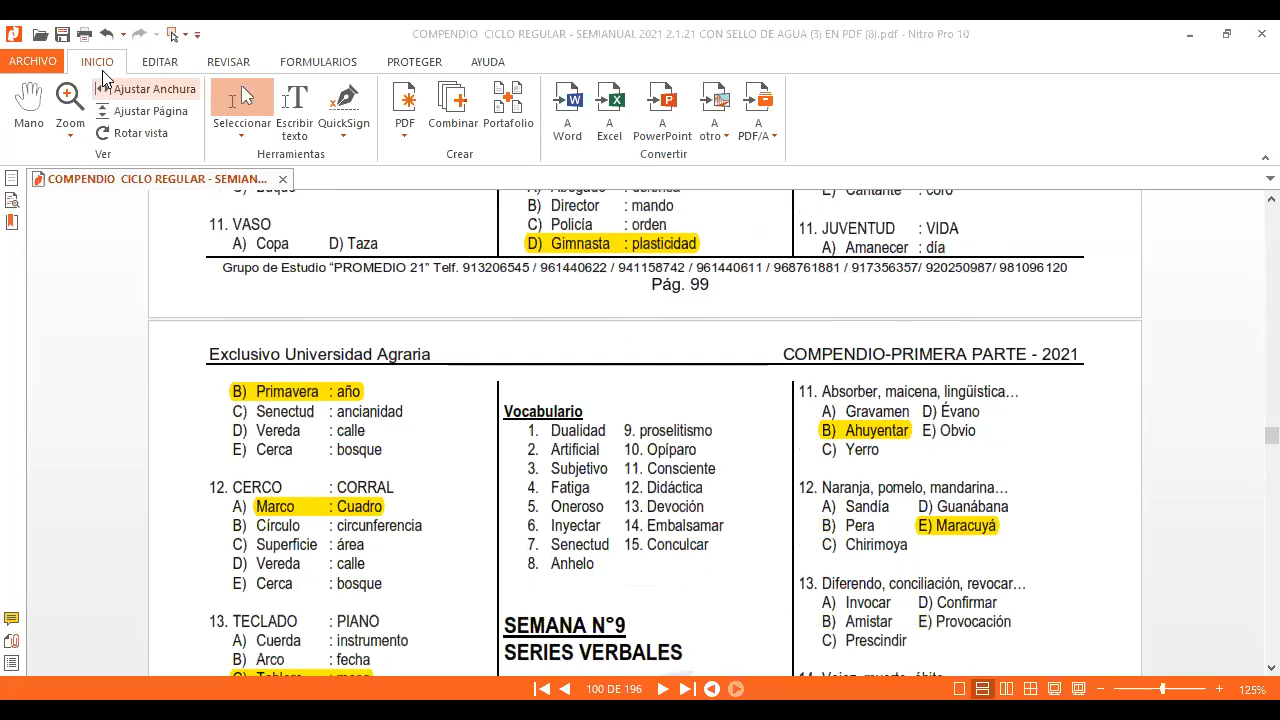 COMPENDIO CICLO REGULAR - SEMIANUAL 2021 2.1.21 CON SELLO DE AGUA (3) EN PDF (8).pdf - Nitro Pro 10
ARCHIVO INICIO EDITAR REVISAR FORMULARIOS PROTEGER AYUDA
Mano
Zoom
Ajustar Anchura
Ajustar Página
Rotar vista
Ver
Seleccionar
Escribir texto
QuickSign
Herramientas
PDF
Combinar
Portafolio
Crear
A Word
A Excel
A PowerPoint
A otro
A PDF/A
Convertir
COMPENDIO CICLO REGULAR - SEMIAN...
11. VASO
A) Copa D) Taza
B) Director : mando
C) Policía : orden
D) Gimnasta : plasticidad
E) Cantante : coro
11. JUVENTUD : VIDA
A) Amanecer : día
Grupo de Estudio “PROMEDIO 21” Telf. 913206545 / 961440622 / 941158742 / 961440611 / 968761881 / 917356357/ 920250987/ 981096120
Pág. 99
Exclusivo Universidad Agraria COMPENDIO-PRIMERA PARTE - 2021
B) Primavera : año
C) Senectud : ancianidad
D) Vereda : calle
E) Cerca : bosque
12. CERCO : CORRAL
A) Marco : Cuadro
B) Círculo : circunferencia
C) Superficie : área
D) Vereda : calle
E) Cerca : bosque
13. TECLADO : PIANO
A) Cuerda : instrumento
B) Arco : fecha
Vocabulario
1. Dualidad 9. proselitismo
2. Artificial 10. Opíparo
3. Subjetivo 11. Consciente
4. Fatiga 12. Didáctica
5. Oneroso 13. Devoción
6. Inyectar 14. Embalsamar
7. Senectud 15. Conculcar
8. Anhelo
SEMANA N°9
SERIES VERBALES
11. Absorber, maicena, lingüística…
A) Gravamen D) Évano
B) Ahuyentar E) Obvio
C) Yerro
12. Naranja, pomelo, mandarina…
A) Sandía D) Guanábana
B) Pera E) Maracuyá
C) Chirimoya
13. Diferendo, conciliación, revocar…
A) Invocar D) Confirmar
B) Amistar E) Provocación
C) Prescindir
100 DE 196
125%